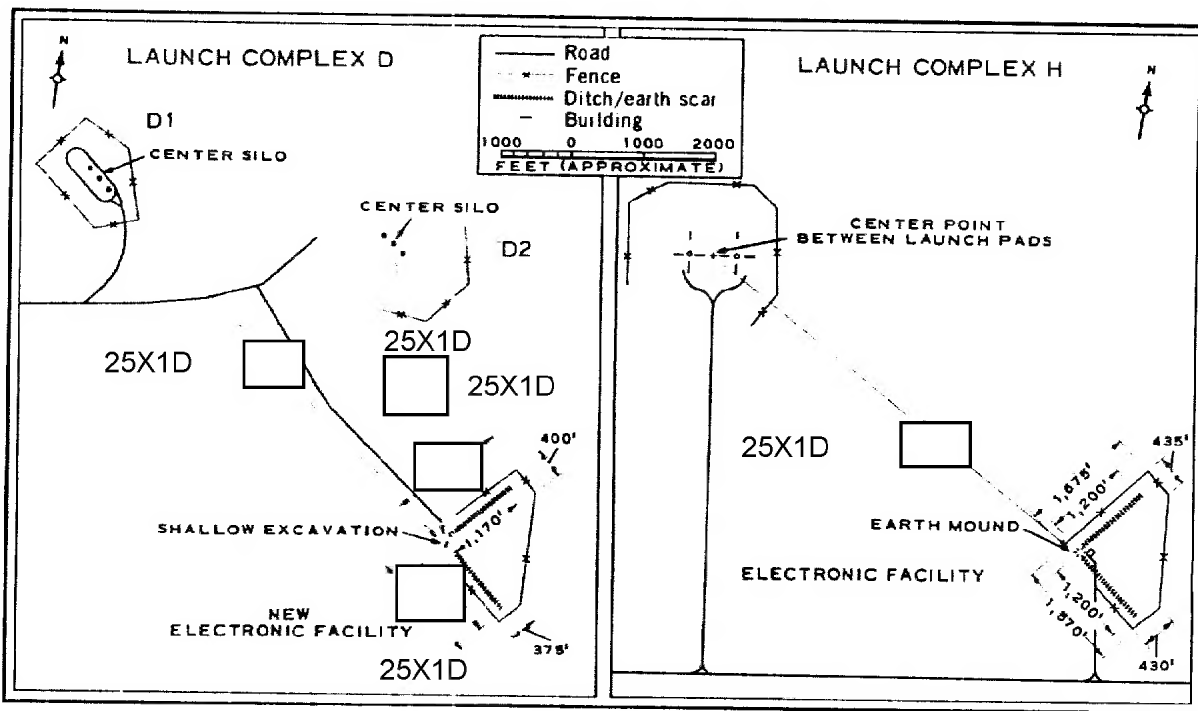 LAUNCH COMPLEX D
N
D1
CENTER SILO
CENTER SILO
D2
25X1D
25X1D
25X1D
400'
SHALLOW EXCAVATION
1,170'
NEW
ELECTRONIC FACILITY
375'
25X1D
Road
Fence
Ditch/earth scar
Building
1000 0 1000 2000
FEET (APPROXIMATE)
LAUNCH COMPLEX H
N
CENTER POINT
BETWEEN LAUNCH PADS
25X1D
435'
1,675'
1,200'
EARTH MOUND
ELECTRONIC FACILITY
1,200'
1,570'
430'